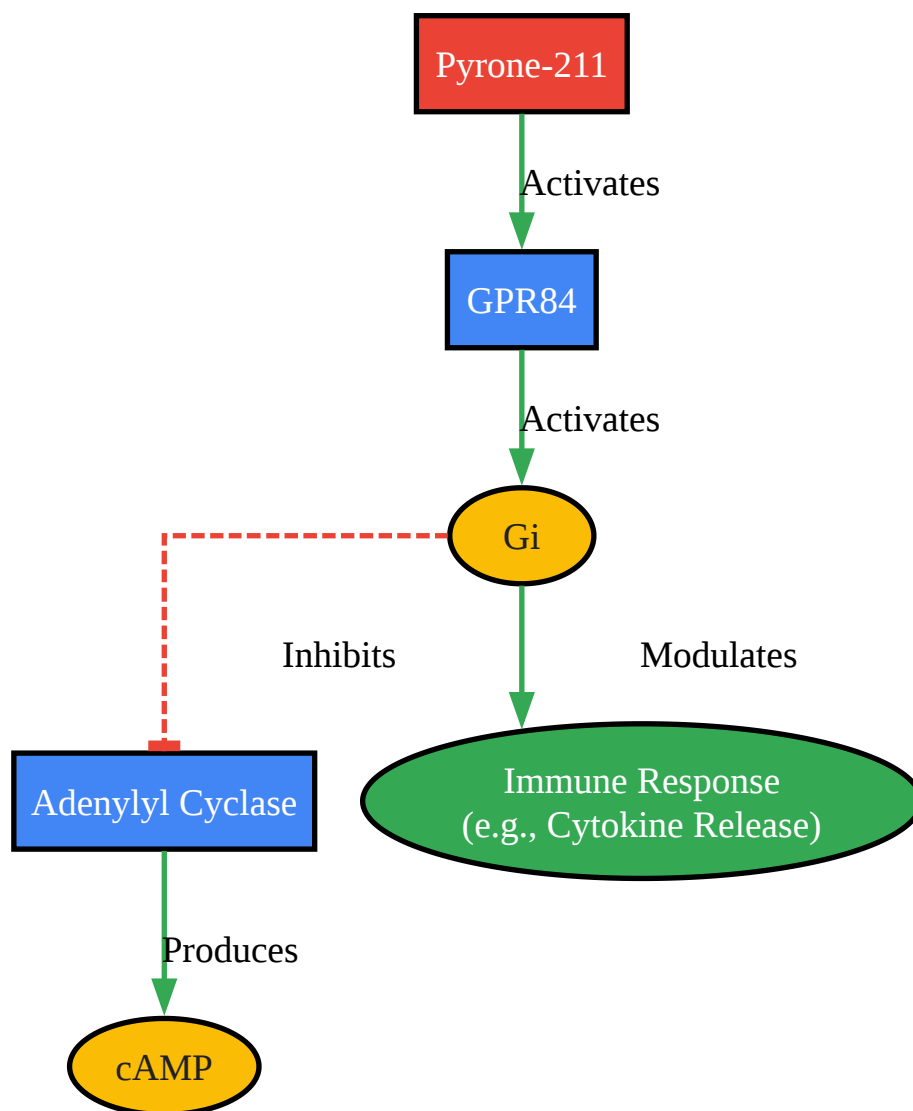 Pyrone-211
Activates
GPR84
Activates
Gi
Inhibits
Modulates
Immune Response
(e.g., Cytokine Release)
Adenylyl Cyclase
Produces
cAMP